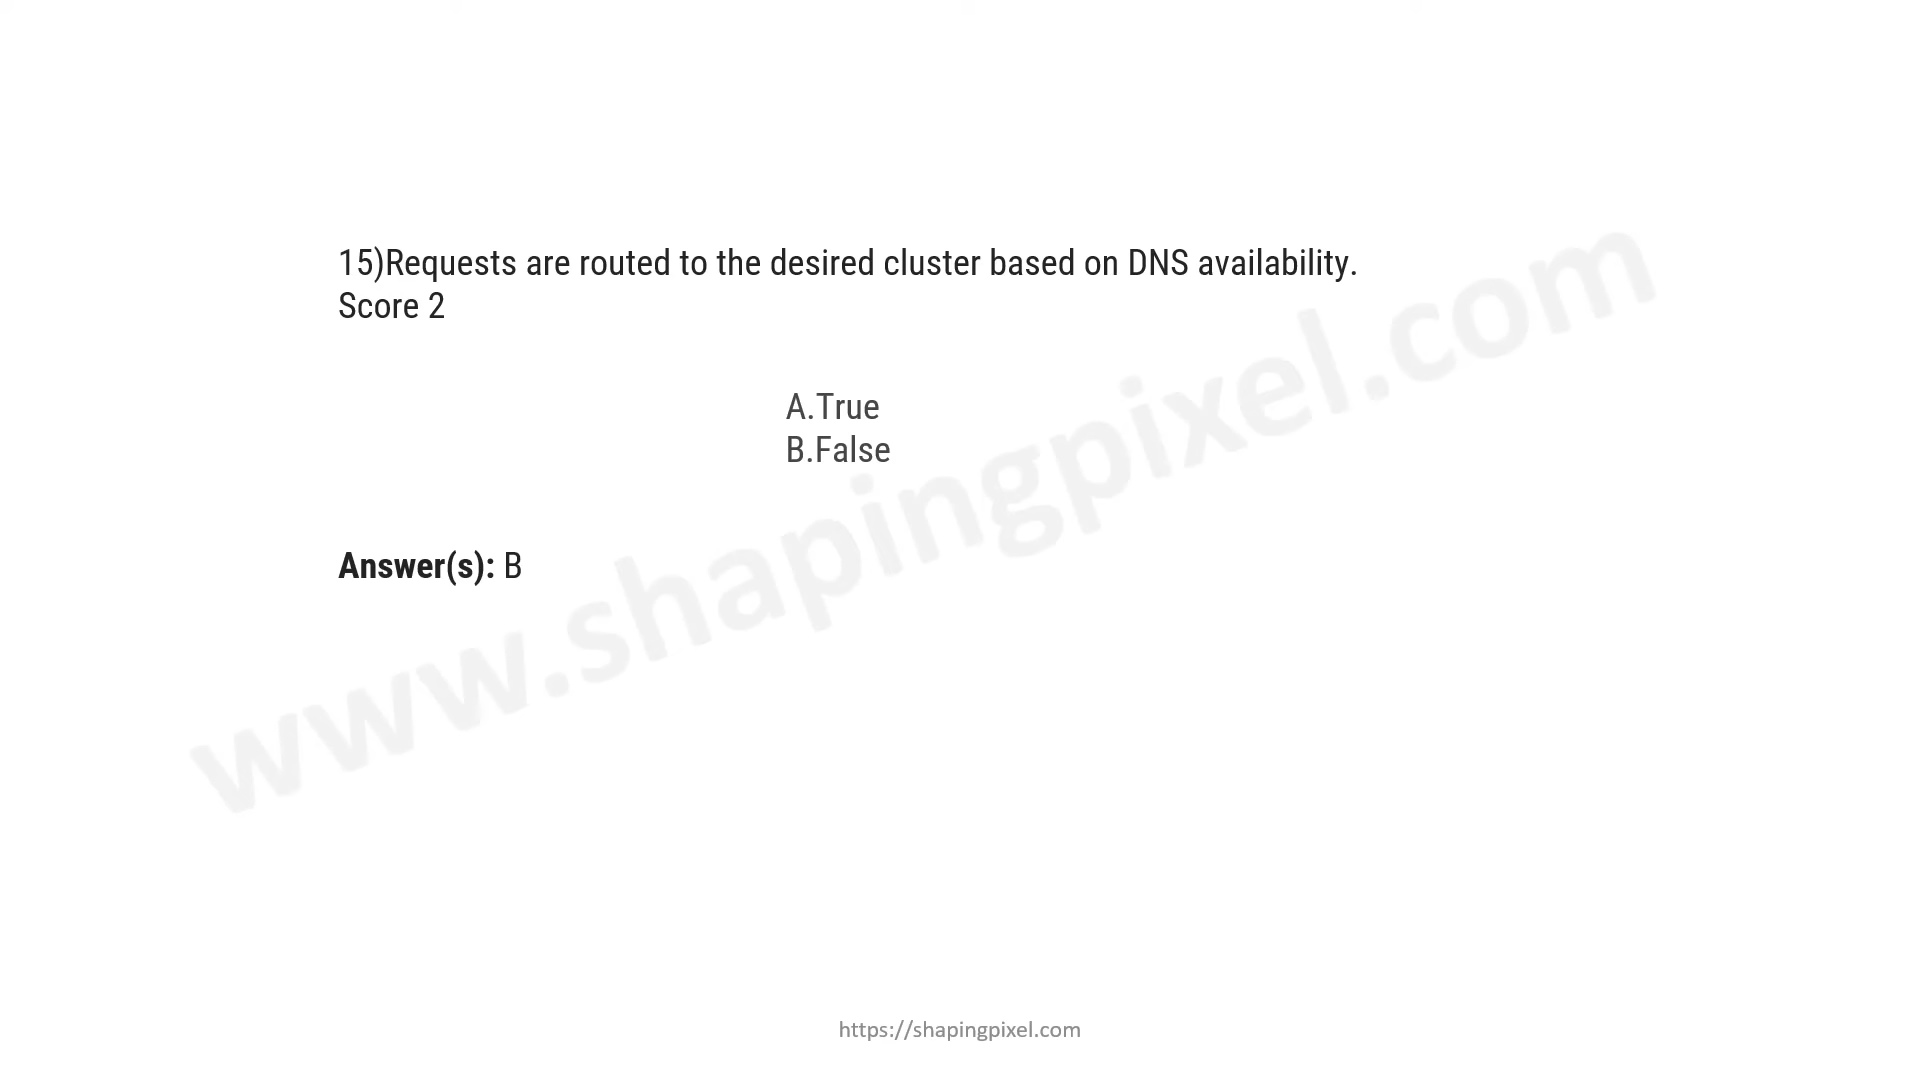 15)Requests are routed to the desired cluster based on DNS availability.
Score 2
A.True
B.False
Answer(s): B
www.shapingpixel.com
https://shapingpixel.com